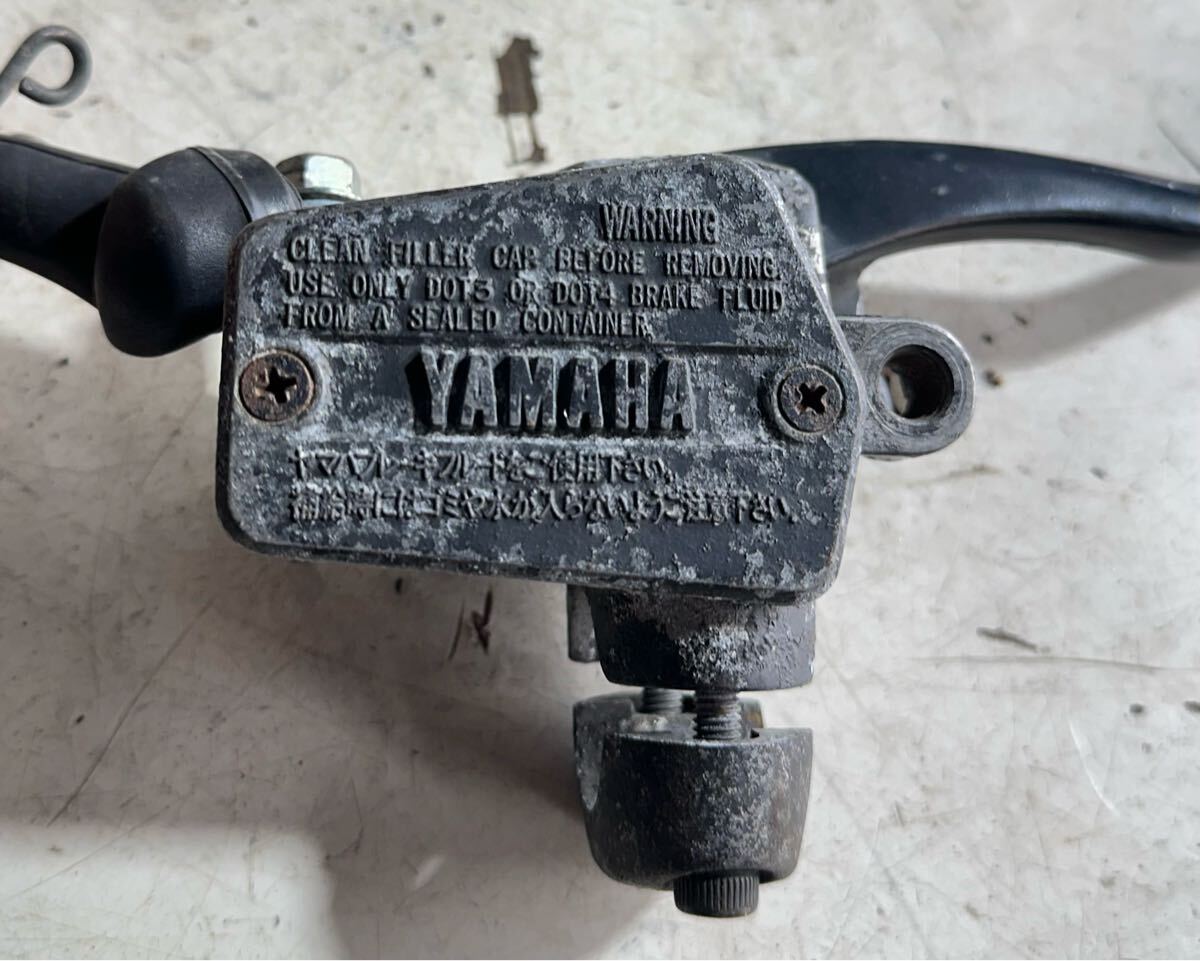 WARNING
CLEAN FILLER CAP BEFORE REMOVING.
USE ONLY DOT3 OR DOT4 BRAKE FLUID
FROM A SEALED CONTAINER.
YAMAHA
ヤマハブレーキフルードをご使用下さい。
補給時にはゴミや水が入らないようご注意下さい。